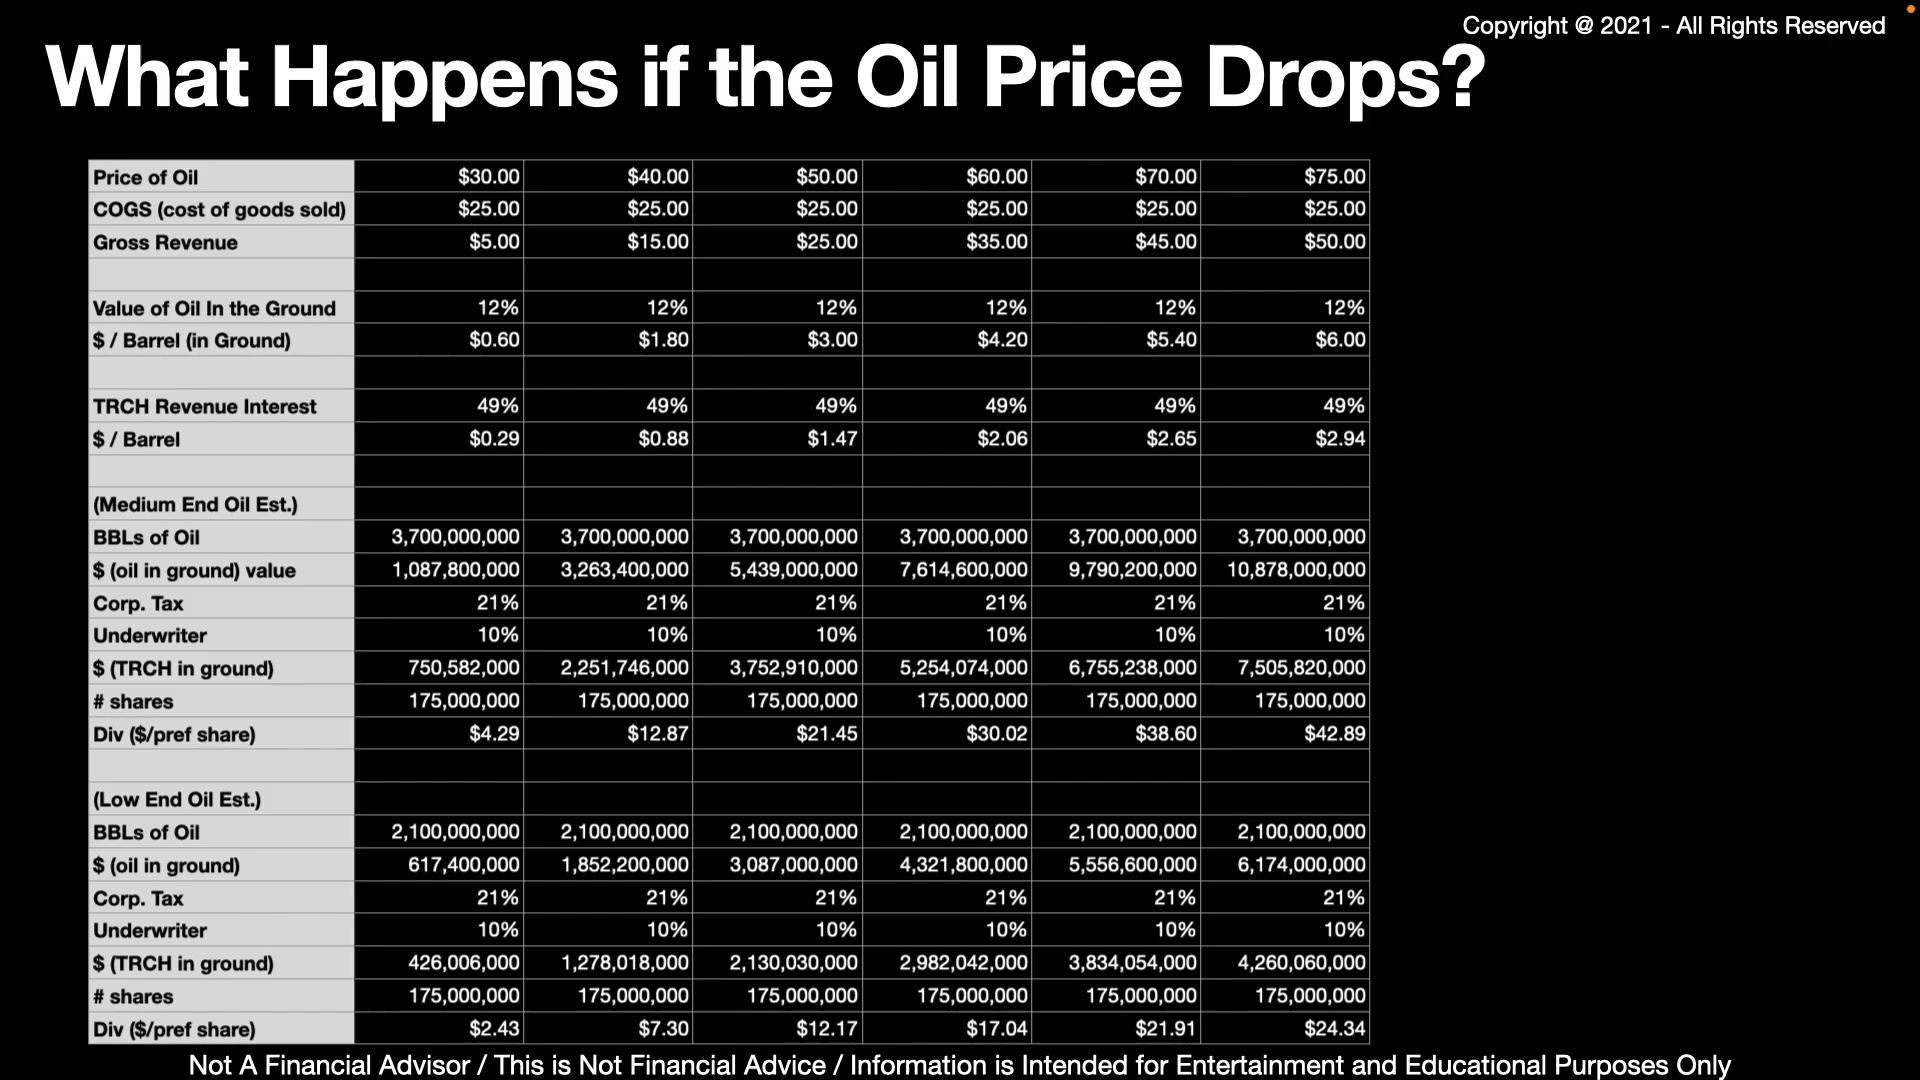 Copyright @ 2021 - All Rights Reserved
What Happens if the Oil Price Drops?
Price of Oil $30.00 $40.00 $50.00 $60.00 $70.00 $75.00
COGS (cost of goods sold) $25.00 $25.00 $25.00 $25.00 $25.00 $25.00
Gross Revenue $5.00 $15.00 $25.00 $35.00 $45.00 $50.00
Value of Oil In the Ground 12% 12% 12% 12% 12% 12%
$ / Barrel (in Ground) $0.60 $1.80 $3.00 $4.20 $5.40 $6.00
TRCH Revenue Interest 49% 49% 49% 49% 49% 49%
$ / Barrel $0.29 $0.88 $1.47 $2.06 $2.65 $2.94
(Medium End Oil Est.)
BBLs of Oil 3,700,000,000 3,700,000,000 3,700,000,000 3,700,000,000 3,700,000,000 3,700,000,000
$ (oil in ground) value 1,087,800,000 3,263,400,000 5,439,000,000 7,614,600,000 9,790,200,000 10,878,000,000
Corp. Tax 21% 21% 21% 21% 21% 21%
Underwriter 10% 10% 10% 10% 10% 10%
$ (TRCH in ground) 750,582,000 2,251,746,000 3,752,910,000 5,254,074,000 6,755,238,000 7,505,820,000
# shares 175,000,000 175,000,000 175,000,000 175,000,000 175,000,000 175,000,000
Div ($/pref share) $4.29 $12.87 $21.45 $30.02 $38.60 $42.89
(Low End Oil Est.)
BBLs of Oil 2,100,000,000 2,100,000,000 2,100,000,000 2,100,000,000 2,100,000,000 2,100,000,000
$ (oil in ground) 617,400,000 1,852,200,000 3,087,000,000 4,321,800,000 5,556,600,000 6,174,000,000
Corp. Tax 21% 21% 21% 21% 21% 21%
Underwriter 10% 10% 10% 10% 10% 10%
$ (TRCH in ground) 426,006,000 1,278,018,000 2,130,030,000 2,982,042,000 3,834,054,000 4,260,060,000
# shares 175,000,000 175,000,000 175,000,000 175,000,000 175,000,000 175,000,000
Div ($/pref share) $2.43 $7.30 $12.17 $17.04 $21.91 $24.34
Not A Financial Advisor / This is Not Financial Advice / Information is Intended for Entertainment and Educational Purposes Only